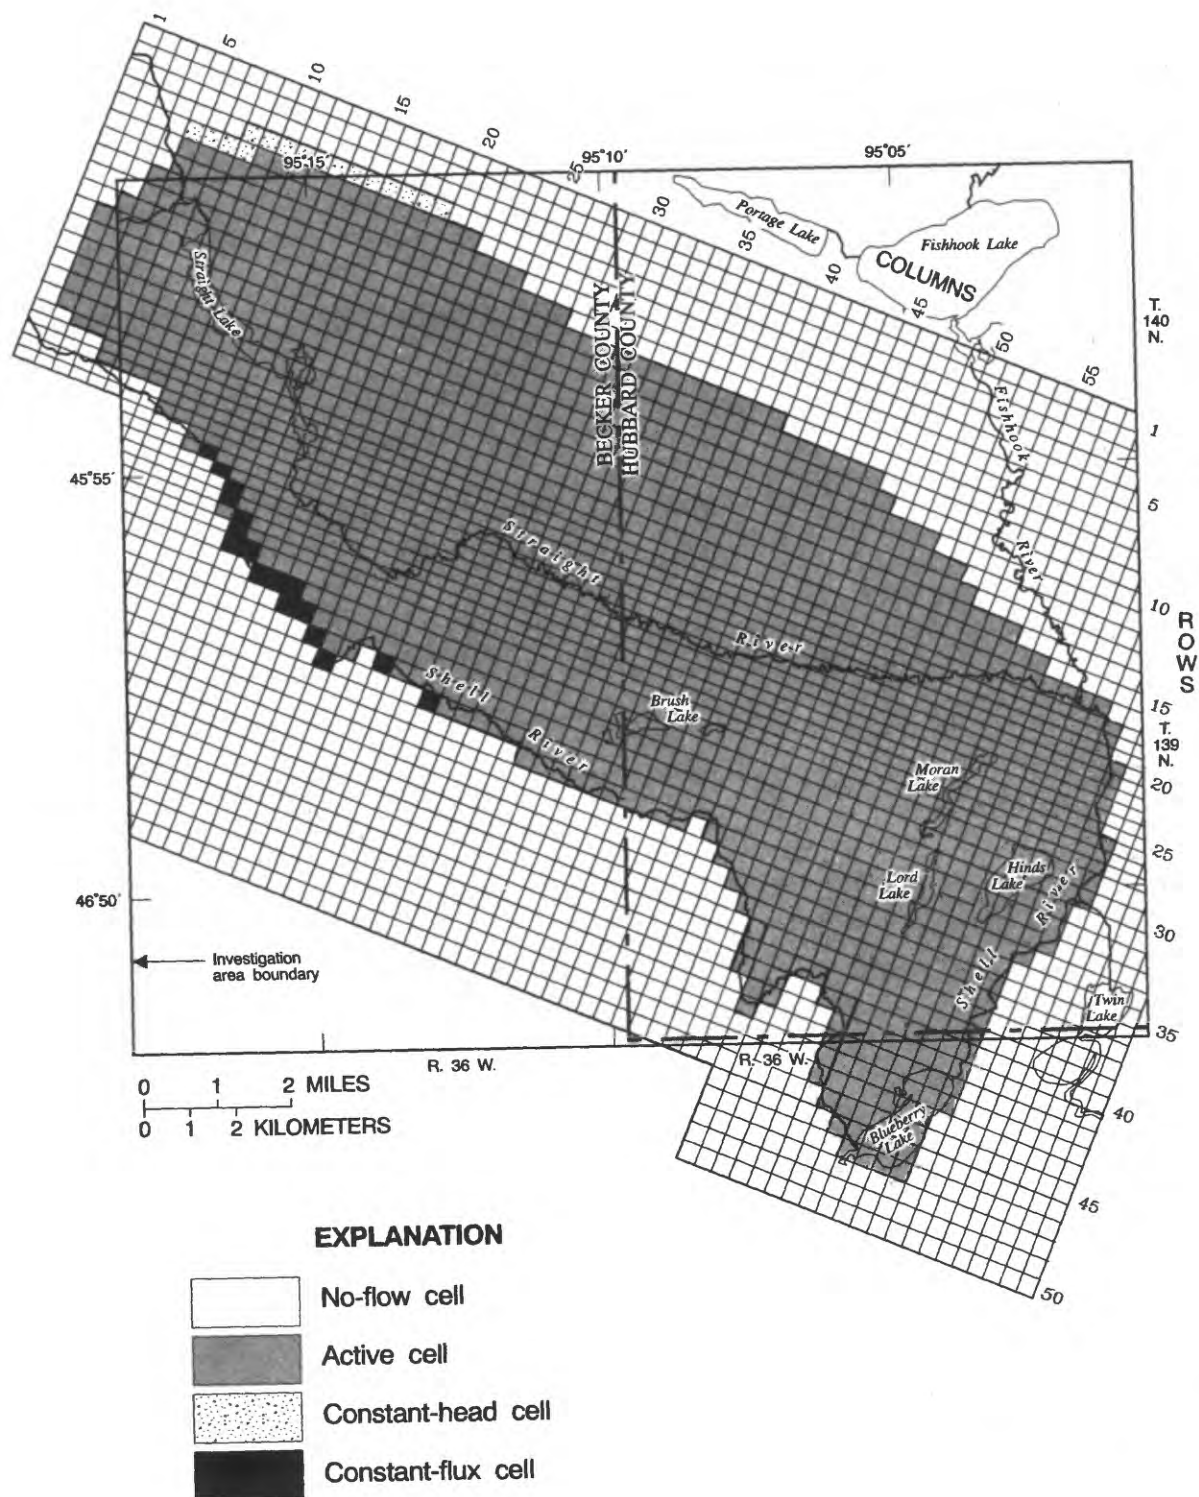 1
5
10
15
20
25
30
35
40
45
50
55
95°15′
95°10′
95°05′
Portage Lake
Fishhook Lake
COLUMNS
T.
140
N.
Straight Lake
BECKER COUNTY
HUBBARD COUNTY
Fishhook
River
1
5
10
15
20
25
30
35
40
45
50
ROWS
45°55′
Straight
River
Shell
River
Brush
Lake
T.
139
N.
Moran
Lake
Lord
Lake
Hinds
Lake
Shell
River
46°50′
Investigation
area boundary
Twin
Lake
R. 36 W.
R. 36 W.
Blueberry
Lake
0 1 2 MILES
0 1 2 KILOMETERS
EXPLANATION
No-flow cell
Active cell
Constant-head cell
Constant-flux cell